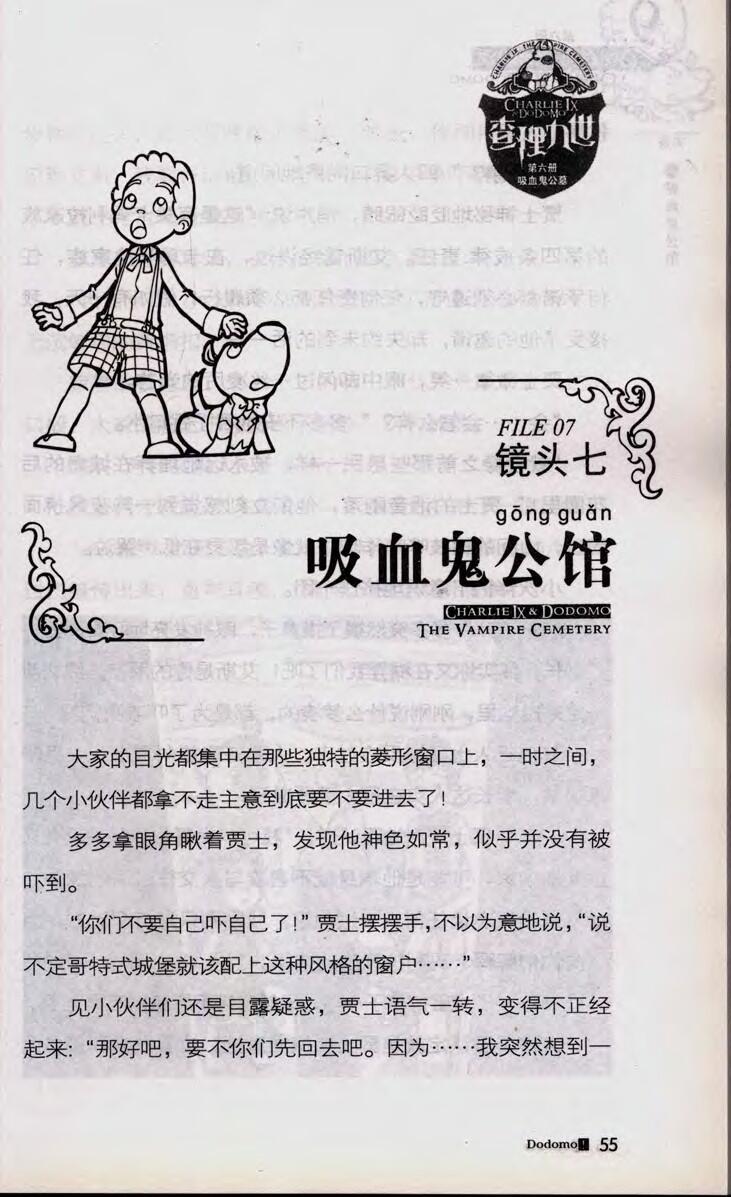 CHARLIE IX THE VAMPIRE CEMETERY
CHARLIE IX
& DODOMO
查理九世
第六册
吸血鬼公墓
FILE 07
镜头七
gōng guǎn
吸血鬼公馆
CHARLIE IX & DODOMO
THE VAMPIRE CEMETERY
大家的目光都集中在那些独特的菱形窗口上，一时之间，
几个小伙伴都拿不走主意到底要不要进去了！
多多拿眼角瞅着贾士，发现他神色如常，似乎并没有被
吓到。
“你们不要自己吓自己了！”贾士摆摆手，不以为意地说，“说
不定哥特式城堡就该配上这种风格的窗户……”
见小伙伴们还是目露疑惑，贾士语气一转，变得不正经
起来：“那好吧，要不你们先回去吧。因为……我突然想到一
Dodomo! 55